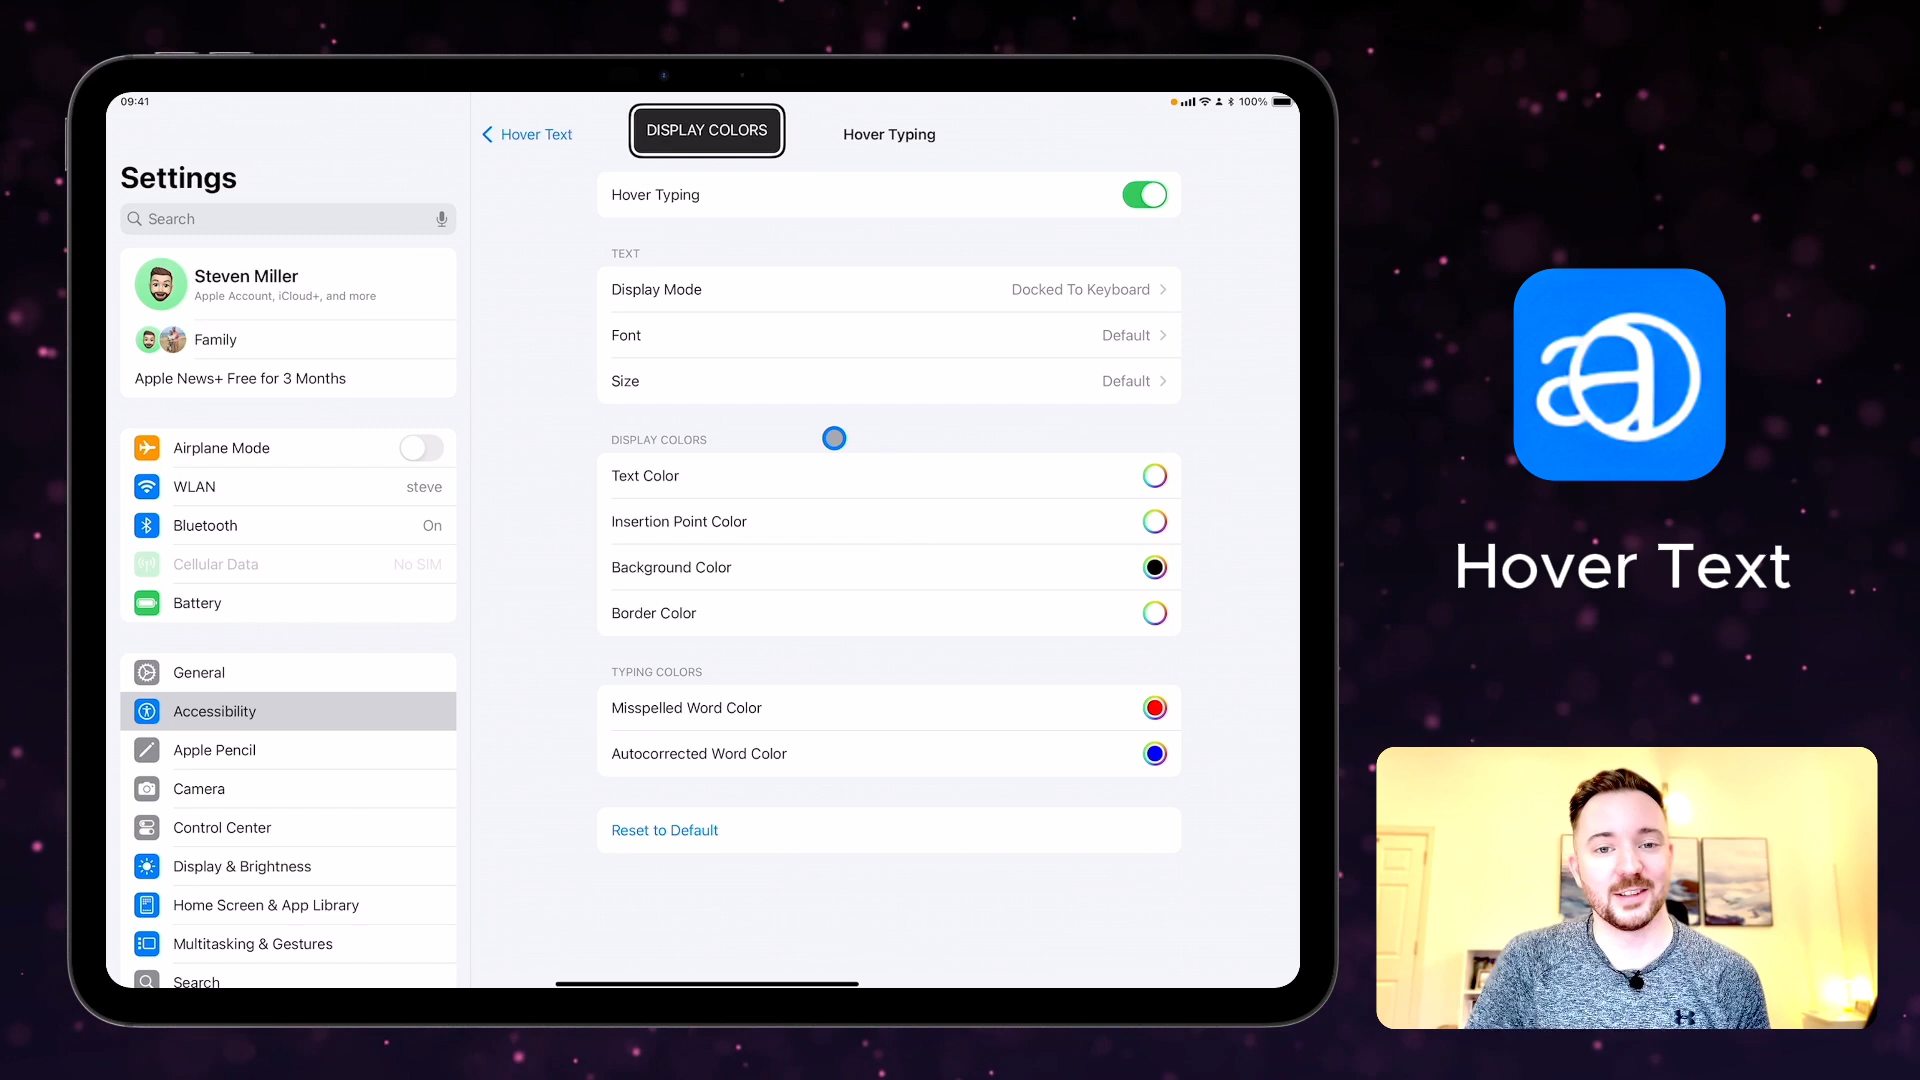 09:41
100%
Settings
Search
Steven Miller
Apple Account, iCloud+, and more
Family
Apple News+ Free for 3 Months
Airplane Mode
WLAN steve
Bluetooth On
Cellular Data No SIM
Battery
General
Accessibility
Apple Pencil
Camera
Control Center
Display & Brightness
Home Screen & App Library
Multitasking & Gestures
Search
Hover Text
DISPLAY COLORS
Hover Typing
Hover Typing
TEXT
Display Mode Docked To Keyboard
Font Default
Size Default
DISPLAY COLORS
Text Color
Insertion Point Color
Background Color
Border Color
TYPING COLORS
Misspelled Word Color
Autocorrected Word Color
Reset to Default
Hover Text